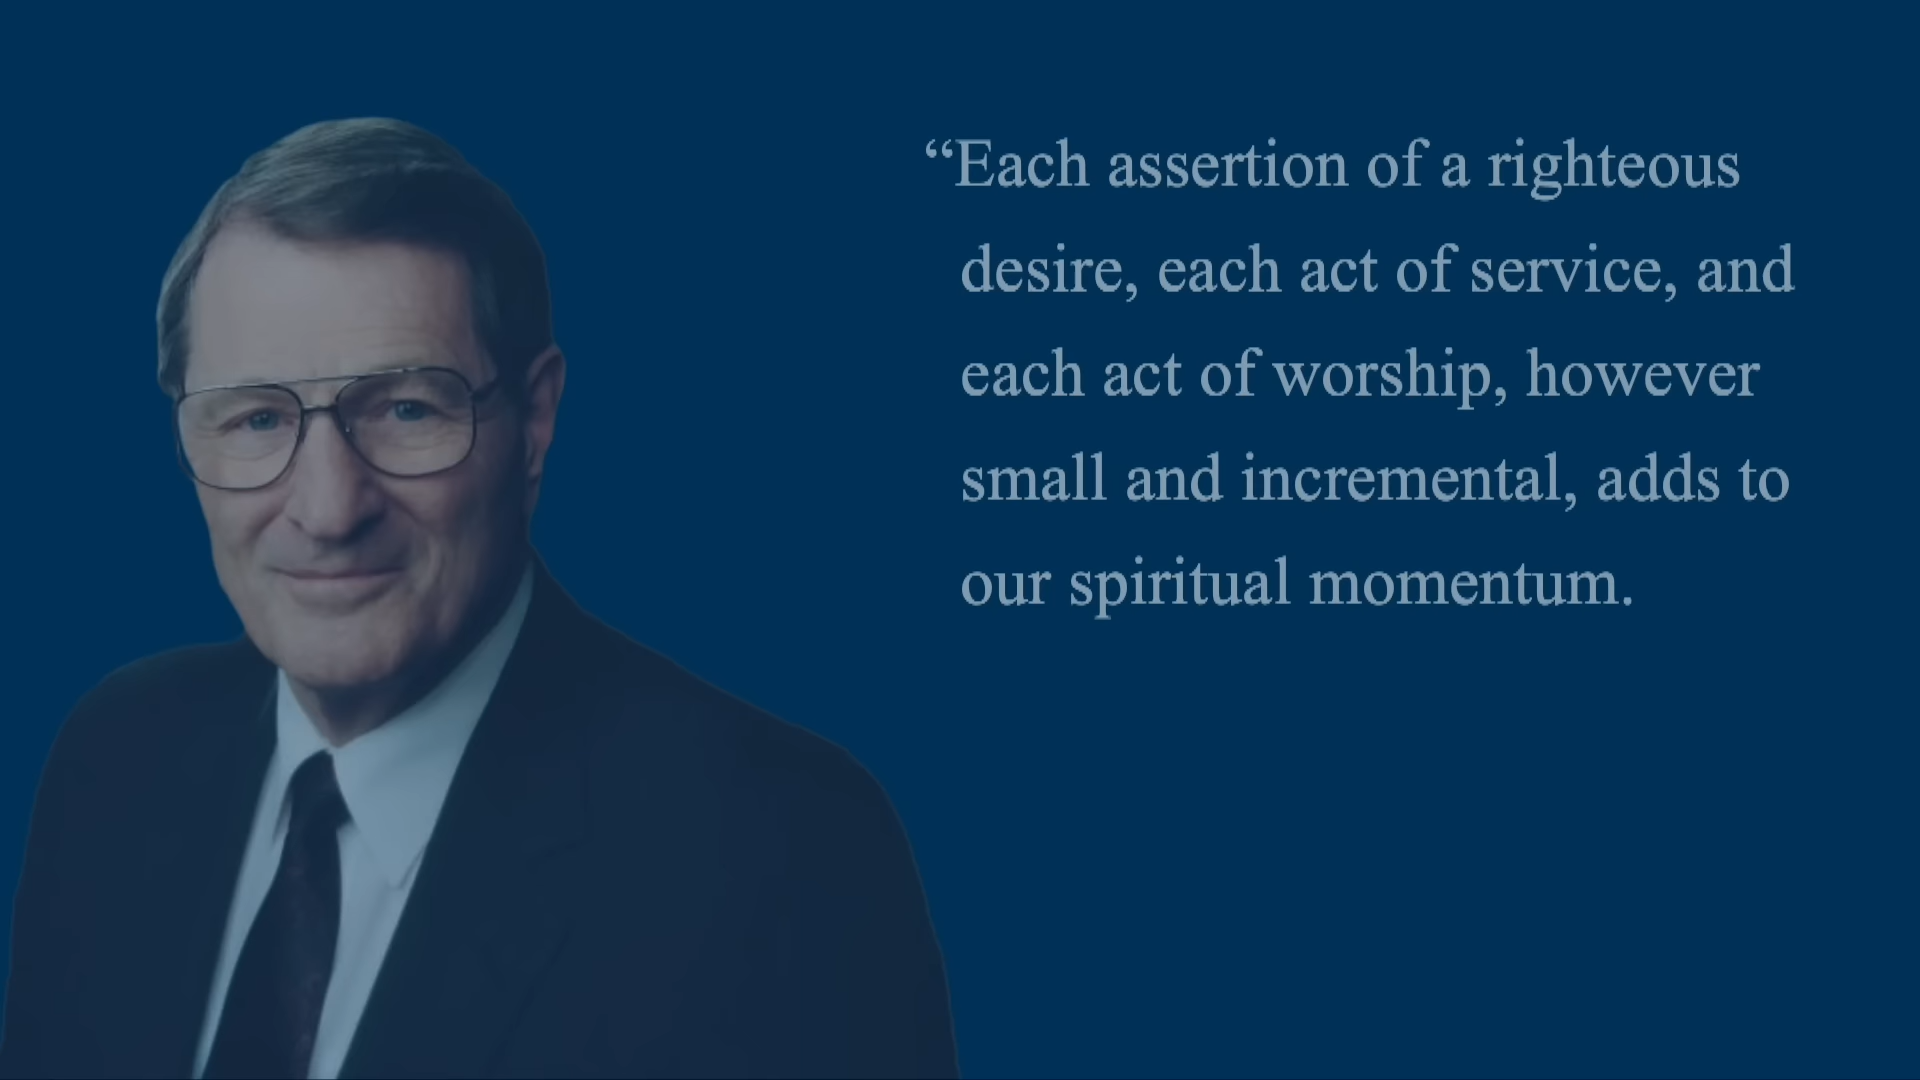 “Each assertion of a righteous
desire, each act of service, and
each act of worship, however
small and incremental, adds to
our spiritual momentum.